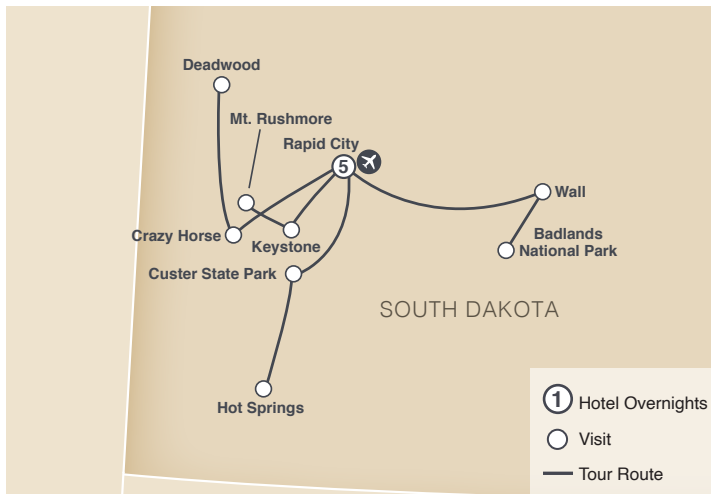 Deadwood
Mt. Rushmore
Rapid City
5
Wall
Crazy Horse
Keystone
Badlands
National Park
Custer State Park
SOUTH DAKOTA
Hot Springs
1 Hotel Overnights
Visit
Tour Route